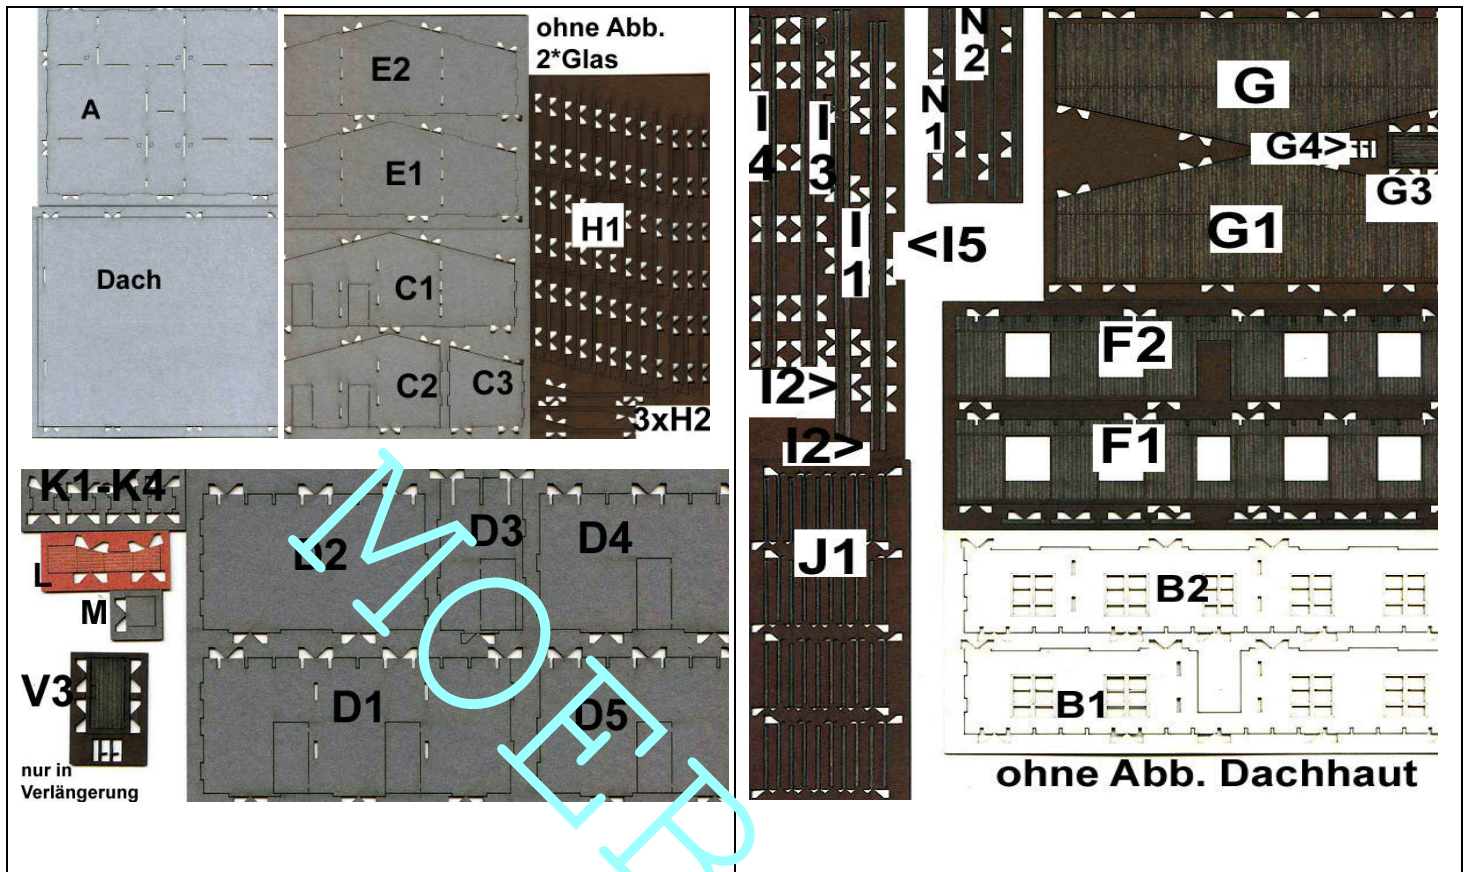 ohne Abb.
2*Glas
A
E2
E1
H1
Dach
C1
C2
C3
3xH2
K1-K4
L
M
V3
nur in
Verlängerung
D2
D3
D4
D1
D5
MOER
I
4
I
3
I
1
N
2
N
1
<I5
I2>
I2>
J1
G
G4>
G3
G1
F2
F1
B2
B1
ohne Abb. Dachhaut